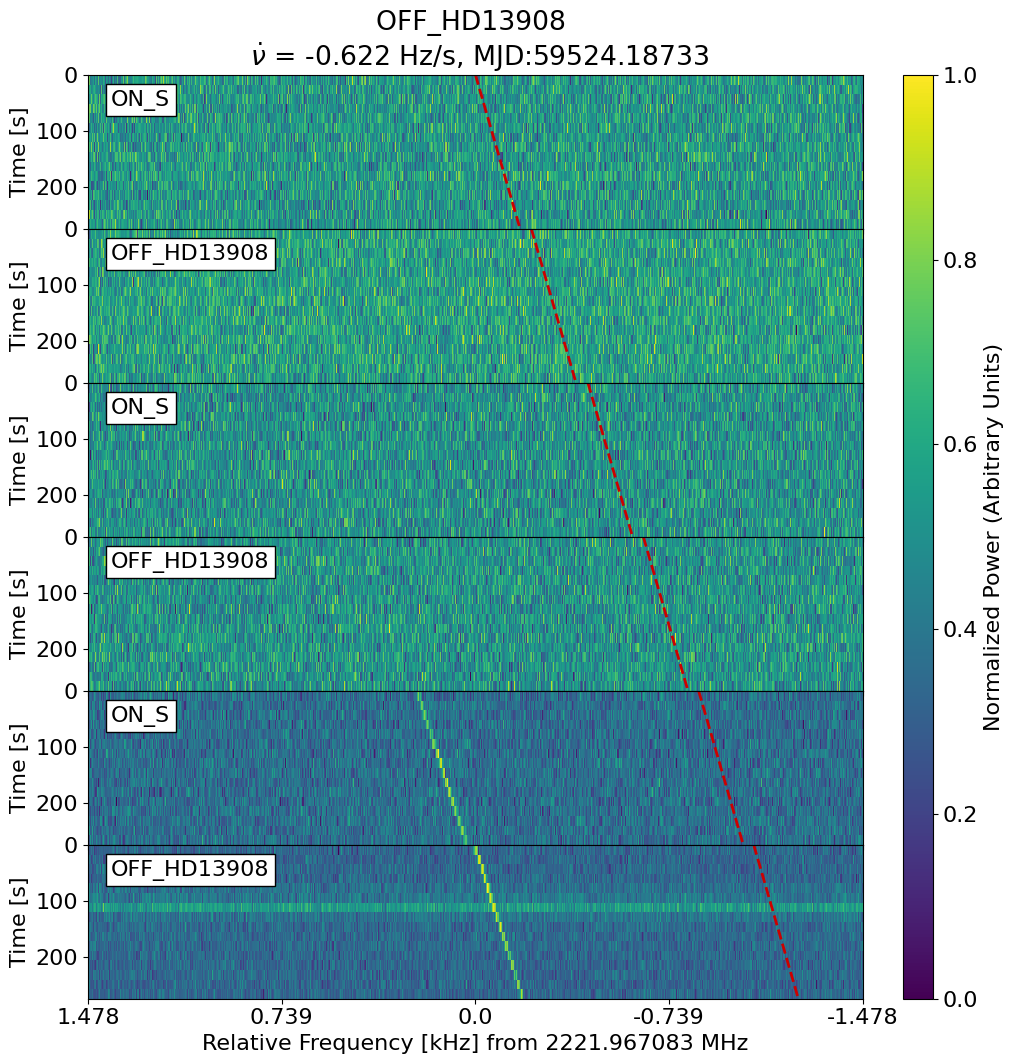 OFF_HD13908
ν̇ = -0.622 Hz/s, MJD:59524.18733
0
100
200
Time [s]
ON_S
0
100
200
Time [s]
OFF_HD13908
0
100
200
Time [s]
ON_S
0
100
200
Time [s]
OFF_HD13908
0
100
200
Time [s]
ON_S
0
100
200
Time [s]
OFF_HD13908
1.478 0.739 0.0 -0.739 -1.478
Relative Frequency [kHz] from 2221.967083 MHz
1.0
0.8
0.6
0.4
0.2
0.0
Normalized Power (Arbitrary Units)